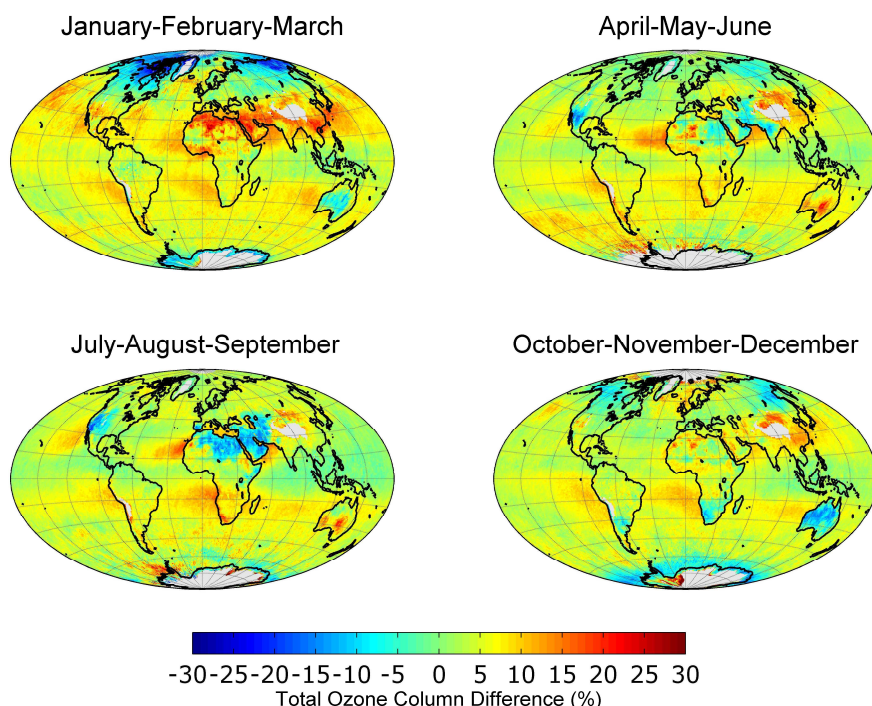 January-February-March
April-May-June
July-August-September
October-November-December
-30 -25 -20 -15 -10 -5 0 5 10 15 20 25 30
Total Ozone Column Difference (%)